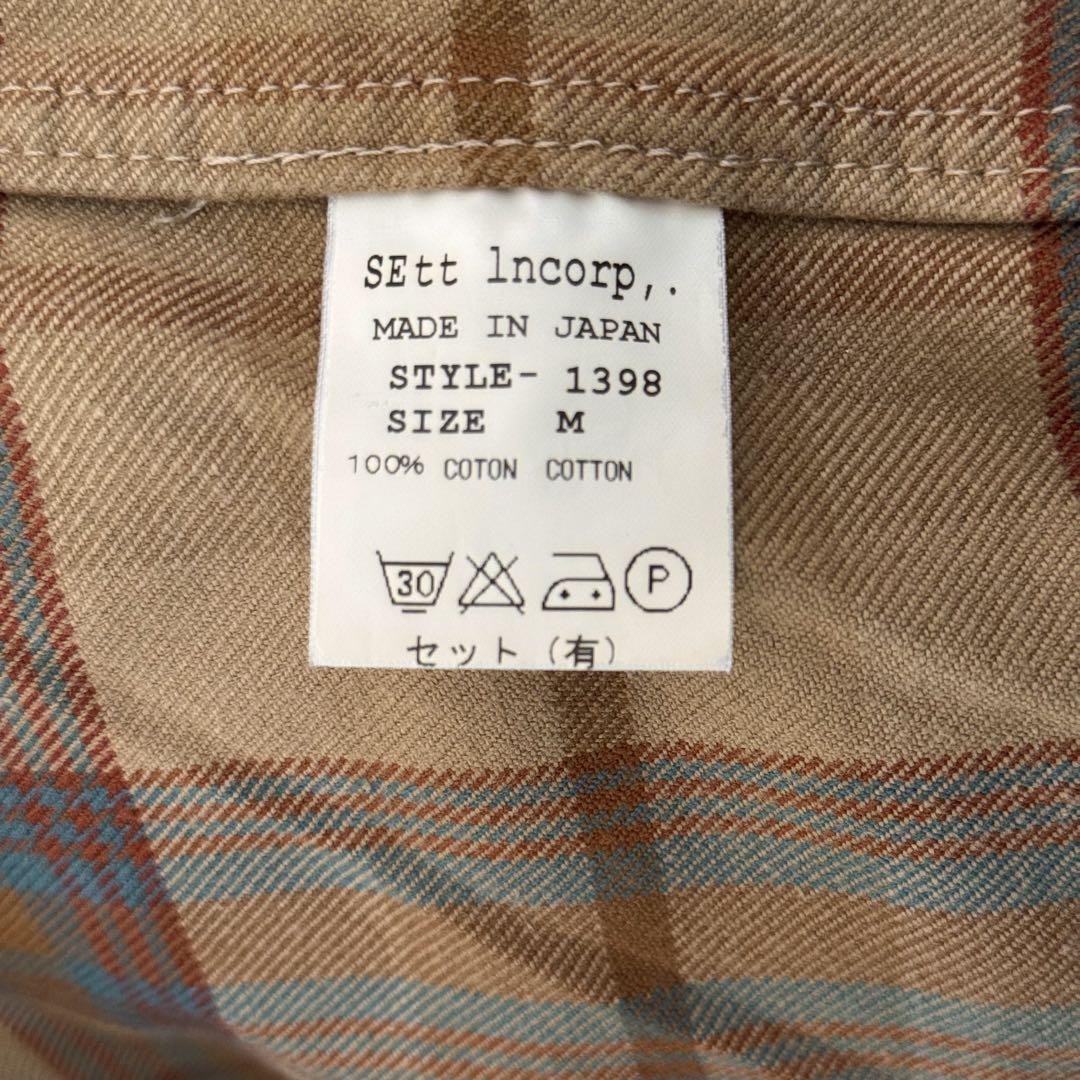 SEtt lncorp,.
MADE IN JAPAN
STYLE- 1398
SIZE M
100% COTON COTTON
30 P
セット（有）